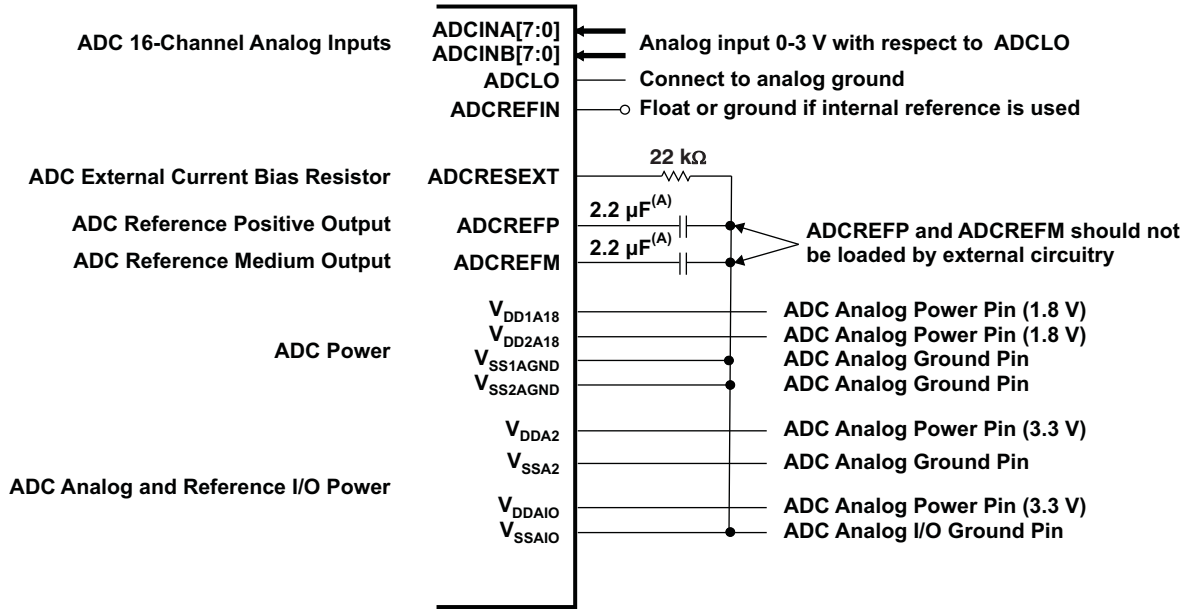 ADC 16-Channel Analog Inputs
ADCINA[7:0]
ADCINB[7:0]
Analog input 0-3 V with respect to ADCLO
ADCLO
Connect to analog ground
ADCREFIN
Float or ground if internal reference is used
22 kΩ
ADC External Current Bias Resistor
ADCRESEXT
2.2 µF(A)
ADC Reference Positive Output
ADCREFP
2.2 µF(A)
ADC Reference Medium Output
ADCREFM
ADCREFP and ADCREFM should not
be loaded by external circuitry
ADC Power
VDD1A18
ADC Analog Power Pin (1.8 V)
VDD2A18
ADC Analog Power Pin (1.8 V)
VSS1AGND
ADC Analog Ground Pin
VSS2AGND
ADC Analog Ground Pin
ADC Analog and Reference I/O Power
VDDA2
ADC Analog Power Pin (3.3 V)
VSSA2
ADC Analog Ground Pin
VDDAIO
ADC Analog Power Pin (3.3 V)
VSSAIO
ADC Analog I/O Ground Pin